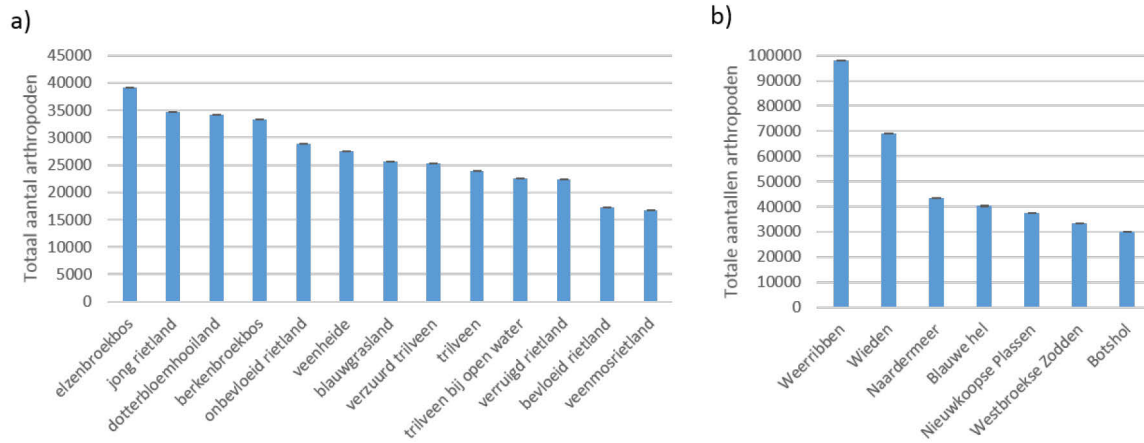 a)
Totaal aantal arthropoden
45000
40000
35000
30000
25000
20000
15000
10000
5000
0
elzenbroekbos
jong rietland
dotterbloemhooiland
berkenbroekbos
onbevloeid rietland
veenheide
blauwgrasland
verzuurd trilveen
trilveen
trilveen bij open water
verruigd rietland
bevloeid rietland
veenmosrietland
b)
Totale aantallen arthropoden
100000
90000
80000
70000
60000
50000
40000
30000
20000
10000
0
Weerribben
Wieden
Naardermeer
Blauwe hel
Nieuwkoopse Plassen
Westbroekse Zodden
Botshol